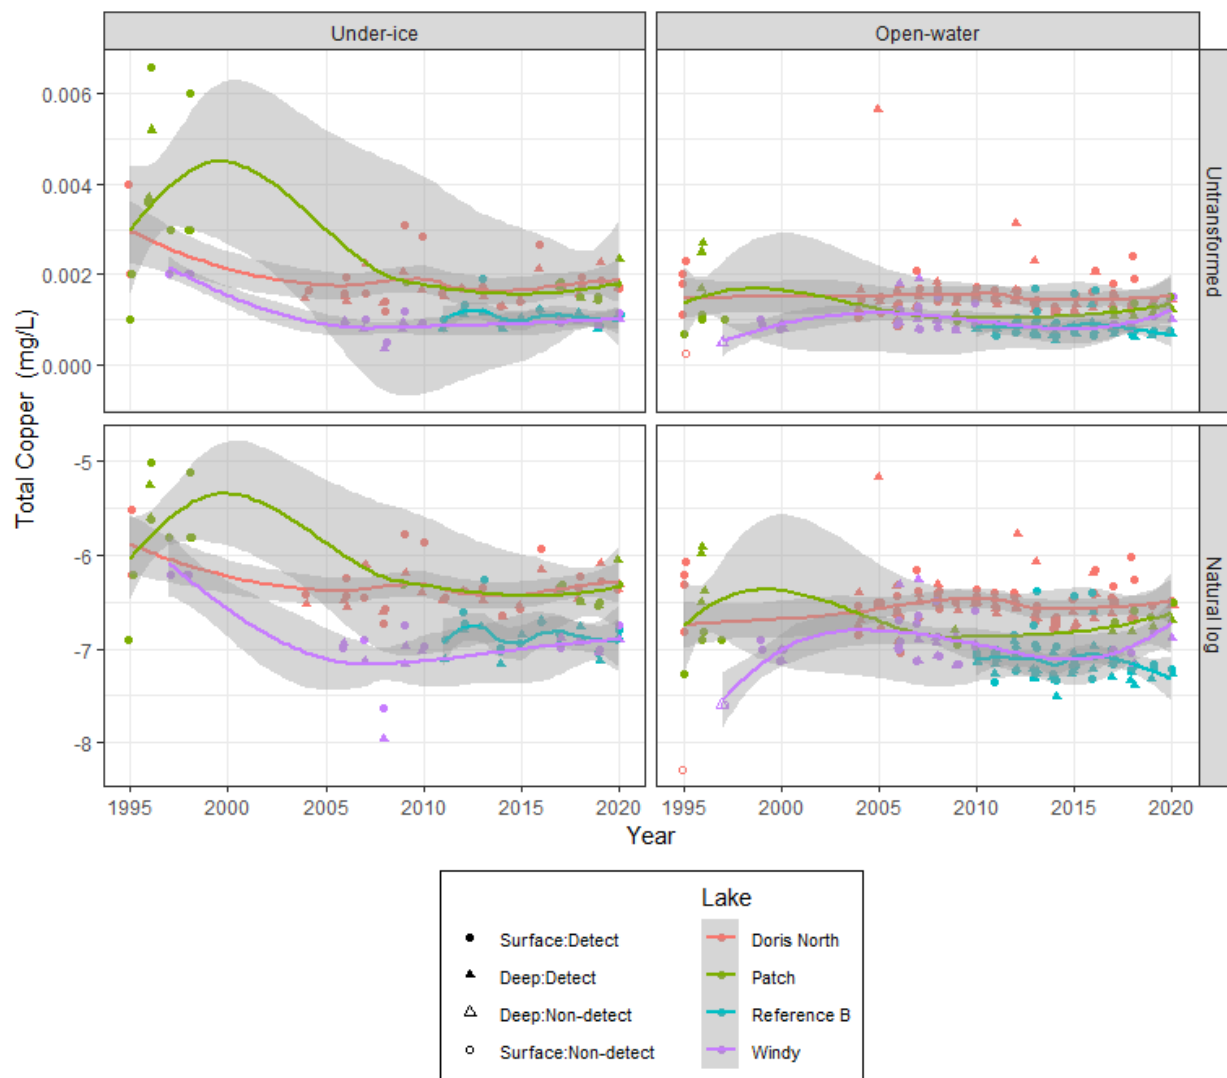 Under-ice Open-water
Total Copper (mg/L)
0.006
0.004
0.002
0.000
Untransformed
-5
-6
-7
-8
Natural log
1995 2000 2005 2010 2015 2020 1995 2000 2005 2010 2015 2020
Year
Surface:Detect
Deep:Detect
Deep:Non-detect
Surface:Non-detect
Lake
Doris North
Patch
Reference B
Windy